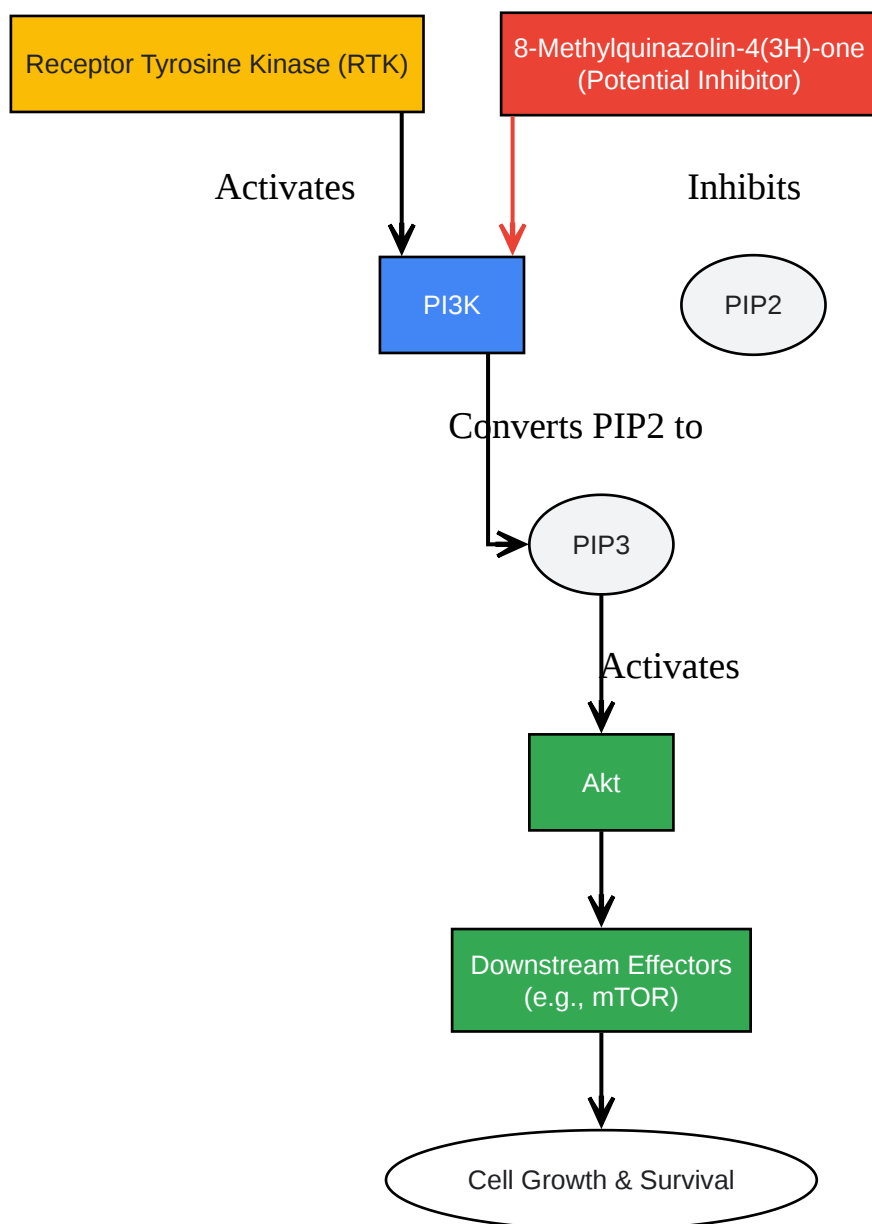 Receptor Tyrosine Kinase (RTK)
8-Methylquinazolin-4(3H)-one
(Potential Inhibitor)
Activates
Inhibits
PI3K
PIP2
Converts PIP2 to
PIP3
Activates
Akt
Downstream Effectors
(e.g., mTOR)
Cell Growth & Survival